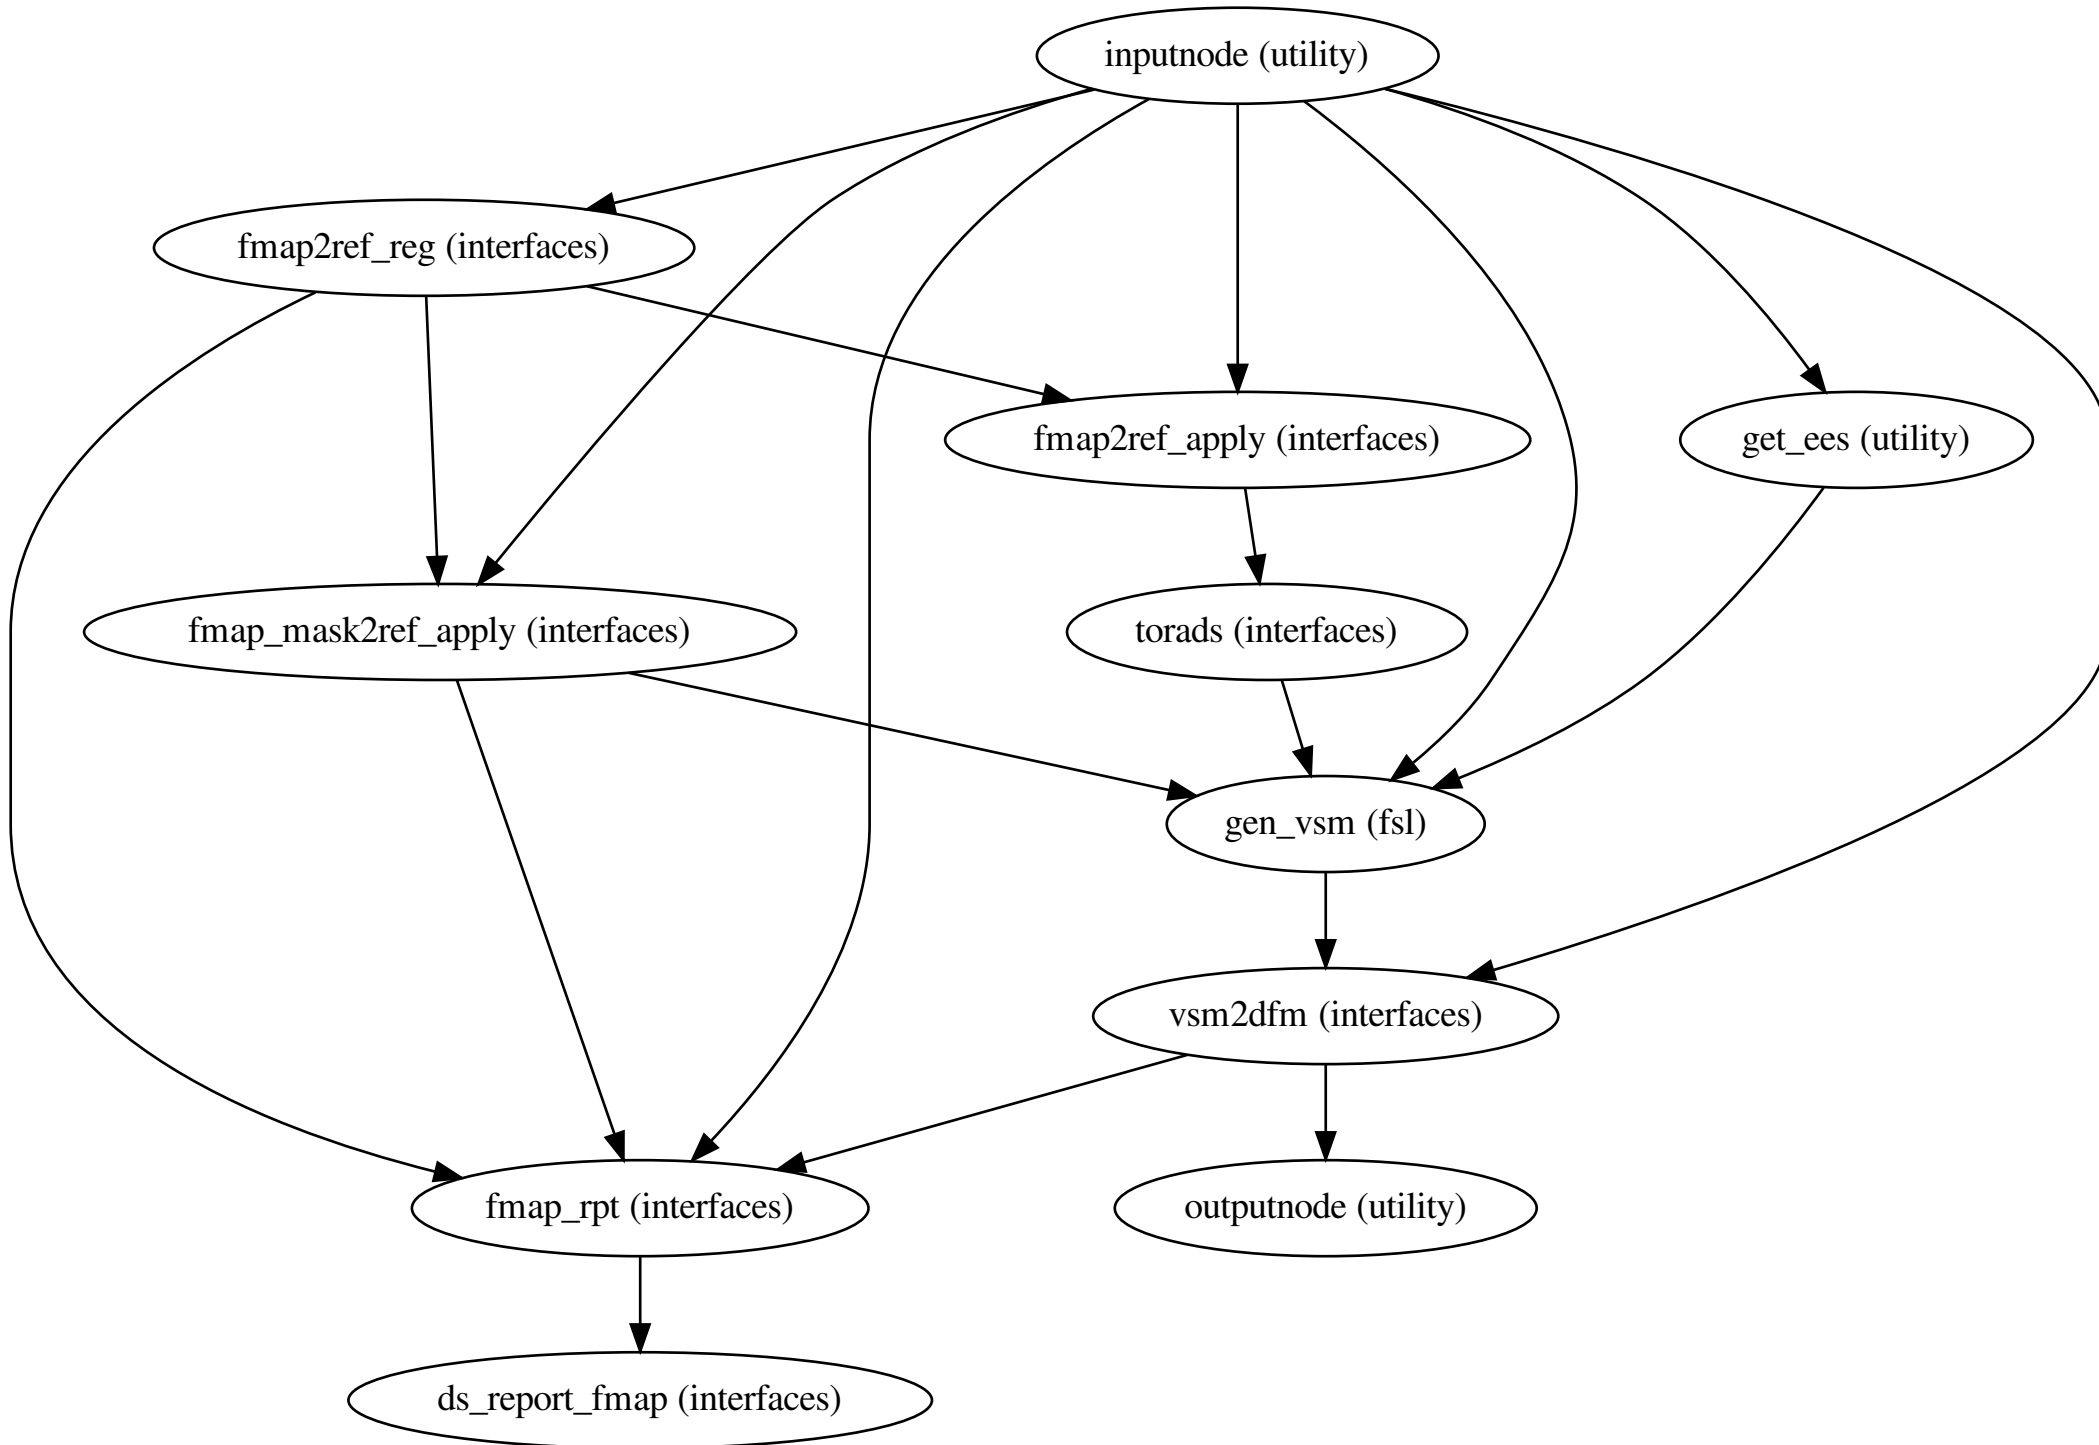 inputnode (utility)
fmap2ref_reg (interfaces)
fmap2ref_apply (interfaces)
get_ees (utility)
fmap_mask2ref_apply (interfaces)
torads (interfaces)
gen_vsm (fsl)
vsm2dfm (interfaces)
fmap_rpt (interfaces)
outputnode (utility)
ds_report_fmap (interfaces)